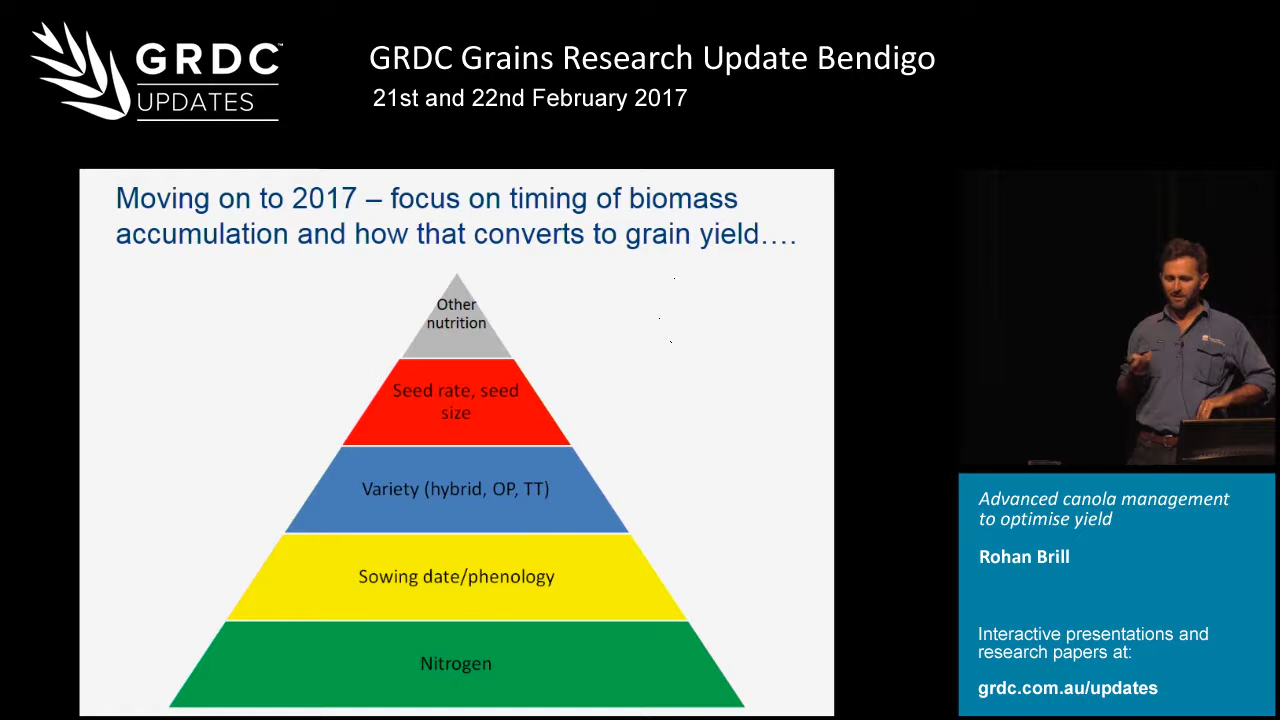 GRDC™
UPDATES
GRDC Grains Research Update Bendigo
21st and 22nd February 2017
Moving on to 2017 – focus on timing of biomass
accumulation and how that converts to grain yield….
Other
nutrition
Seed rate, seed
size
Variety (hybrid, OP, TT)
Sowing date/phenology
Nitrogen
Advanced canola management
to optimise yield
Rohan Brill
Interactive presentations and
research papers at:
grdc.com.au/updates